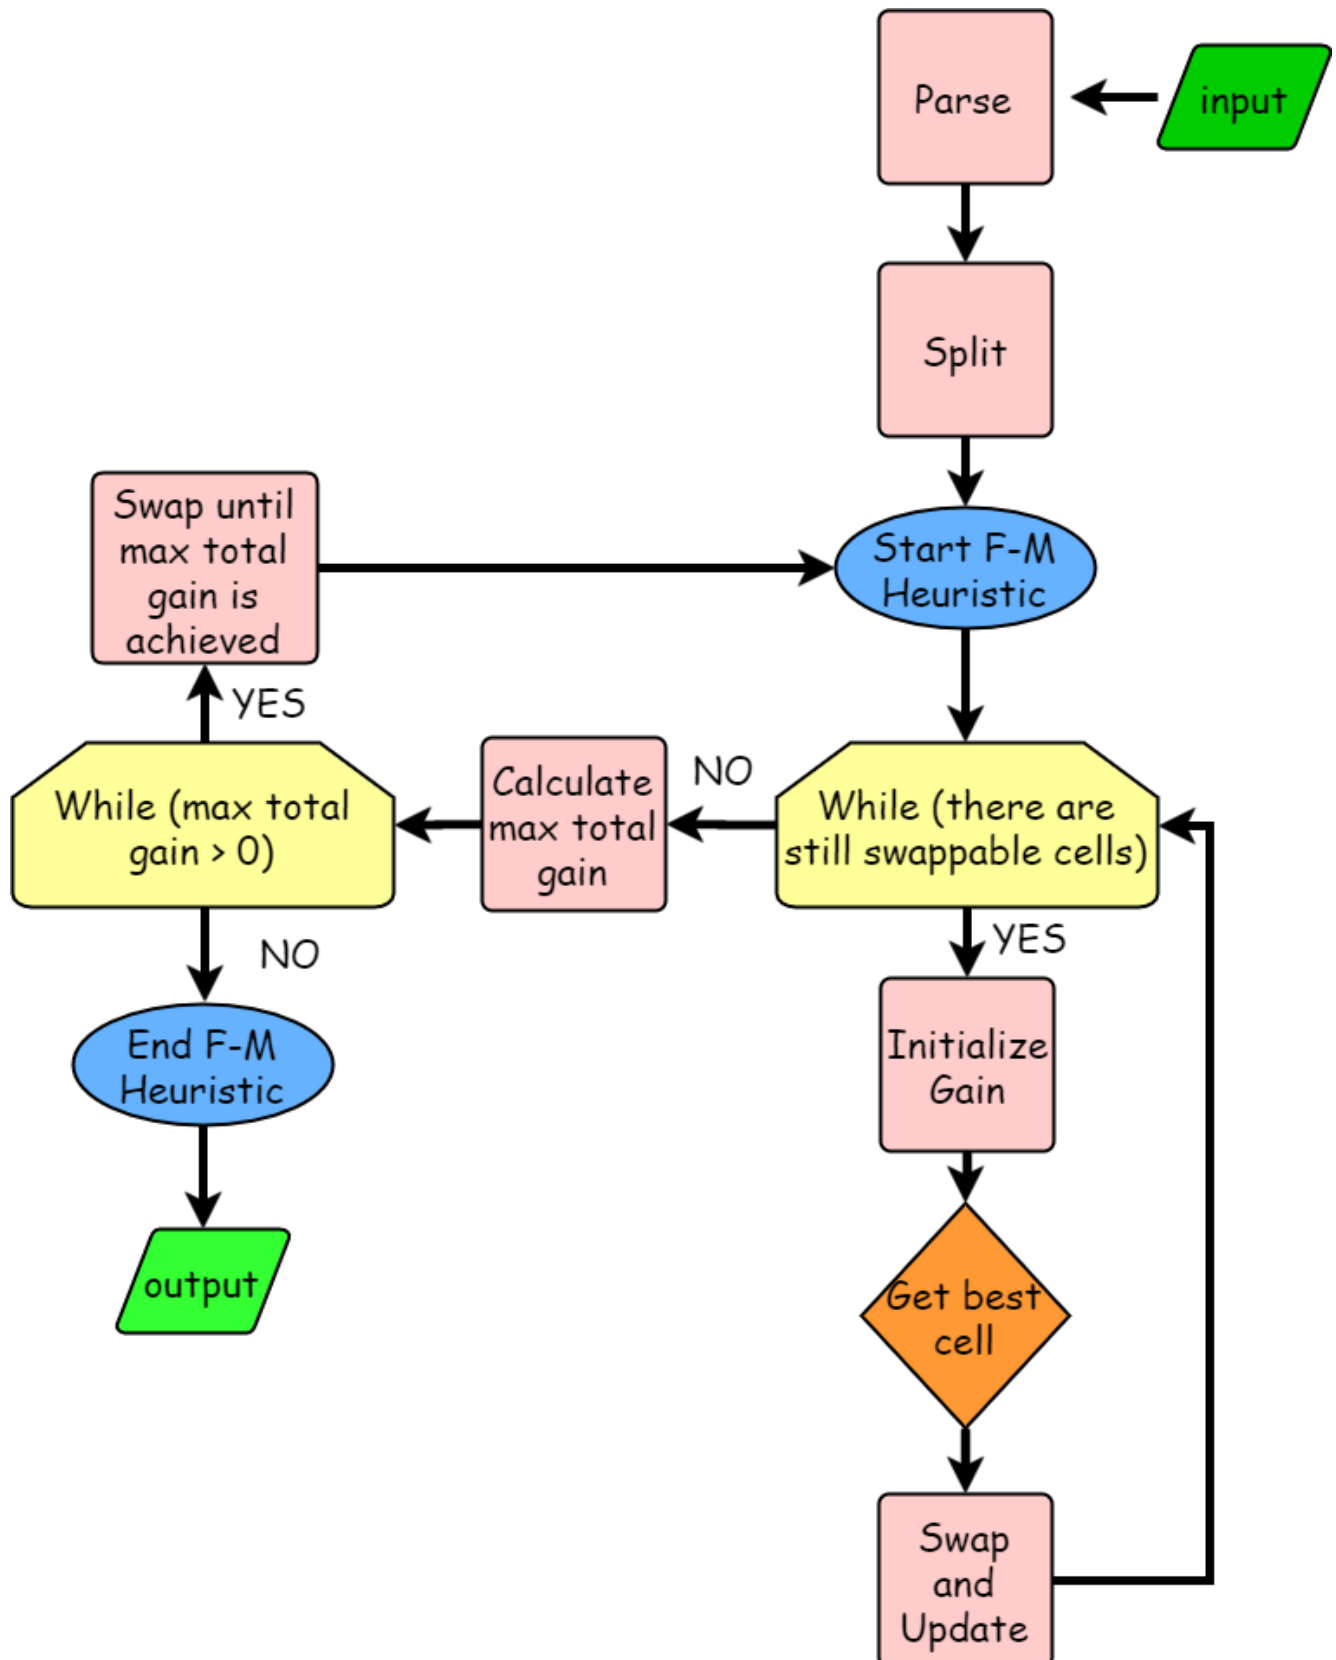 Parse
input
Split
Swap until
max total
gain is
achieved
Start F-M
Heuristic
YES
While (max total
gain > 0)
Calculate
max total
gain
NO
While (there are
still swappable cells)
YES
NO
End F-M
Heuristic
Initialize
Gain
output
Get best
cell
Swap
and
Update